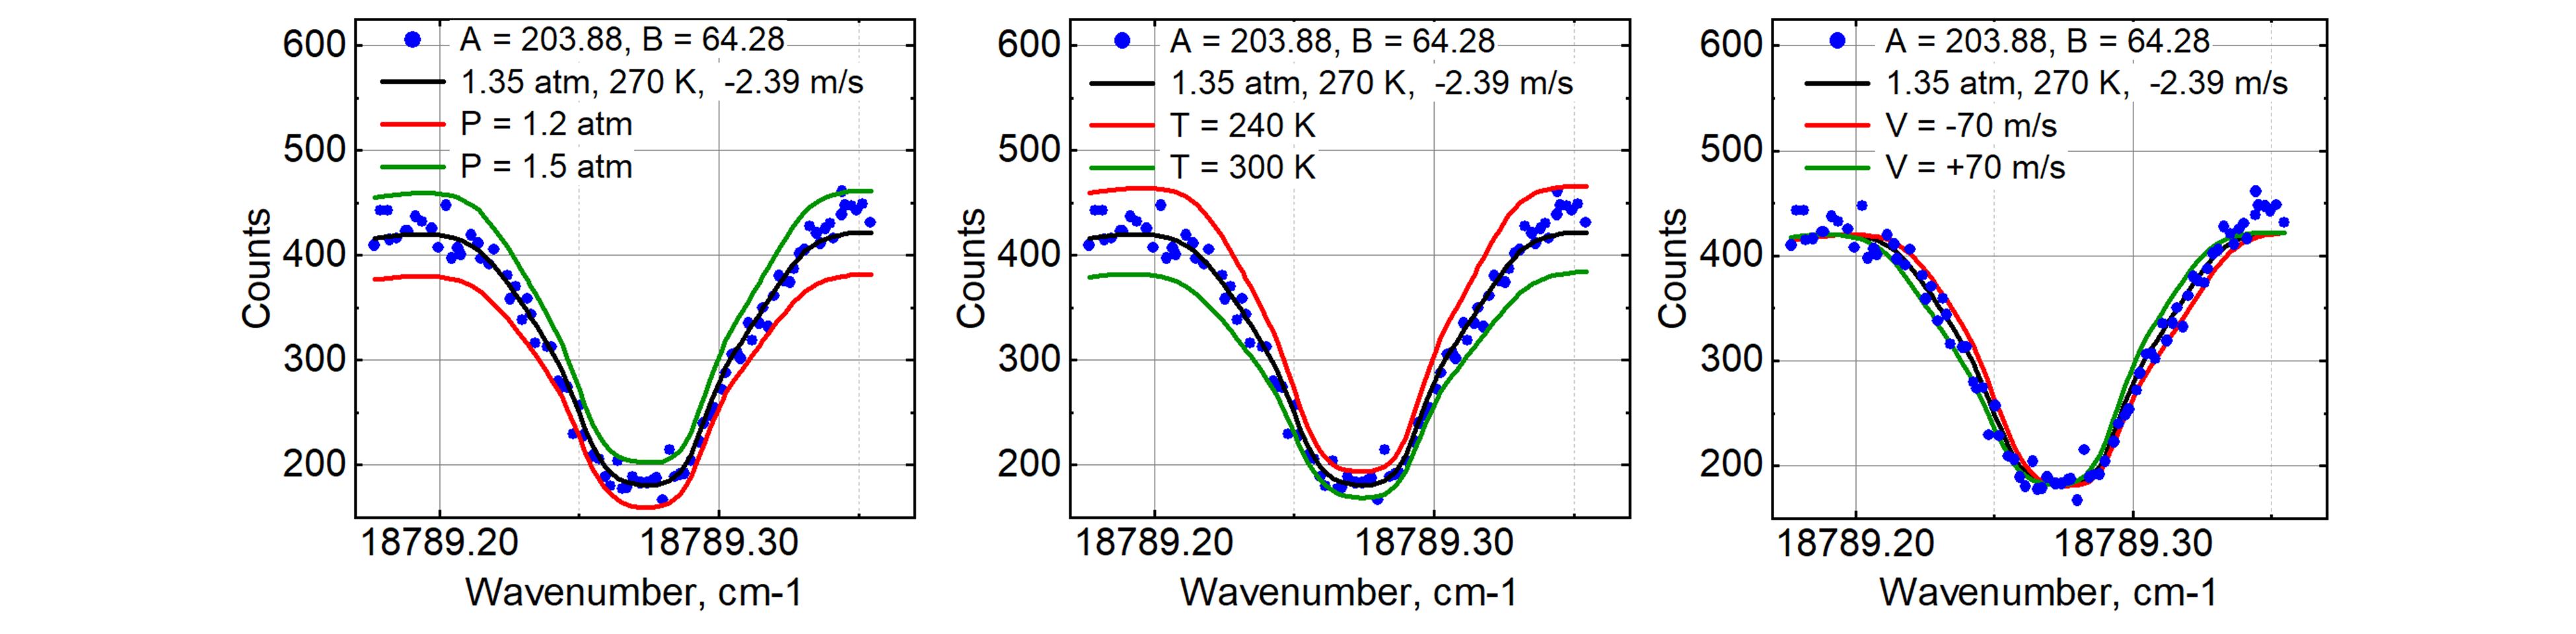 A = 203.88, B = 64.28
1.35 atm, 270 K, -2.39 m/s
P = 1.2 atm
P = 1.5 atm
600
500
400
300
200
Counts
18789.20
18789.30
Wavenumber, cm-1
A = 203.88, B = 64.28
1.35 atm, 270 K, -2.39 m/s
T = 240 K
T = 300 K
600
500
400
300
200
Counts
18789.20
18789.30
Wavenumber, cm-1
A = 203.88, B = 64.28
1.35 atm, 270 K, -2.39 m/s
V = -70 m/s
V = +70 m/s
600
500
400
300
200
Counts
18789.20
18789.30
Wavenumber, cm-1